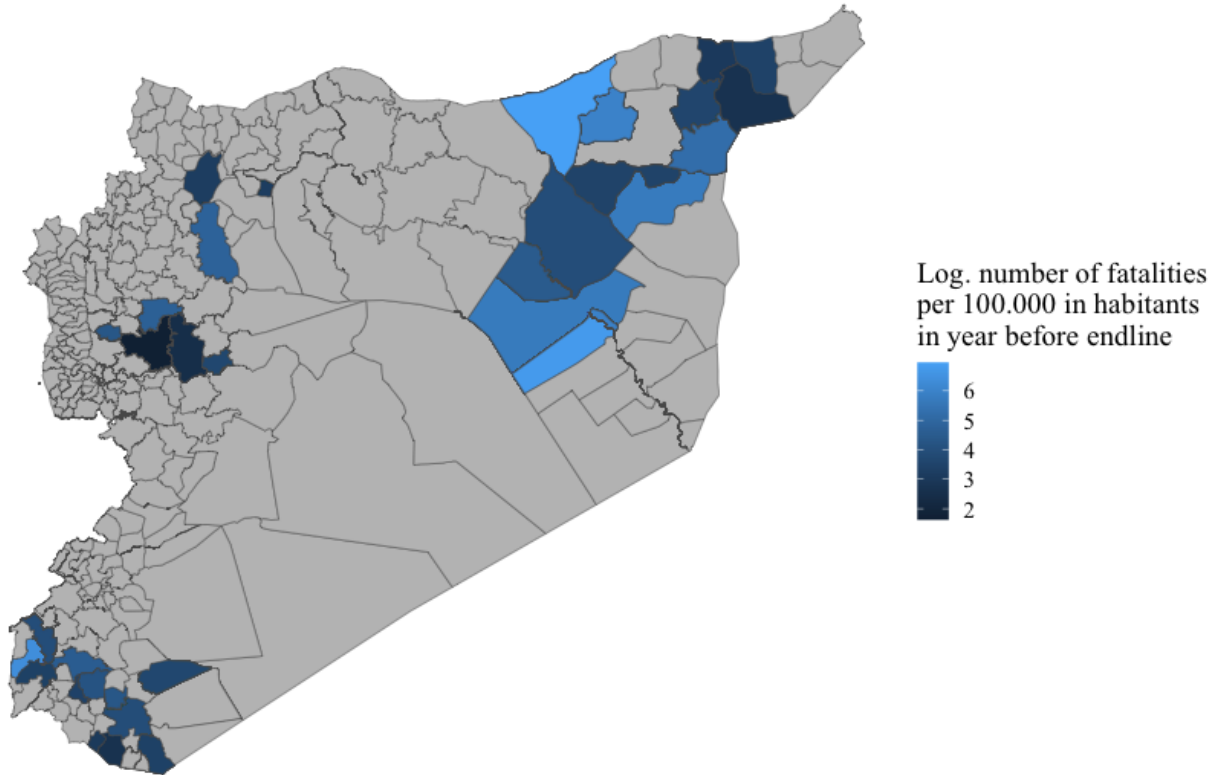 Log. number of fatalities
per 100.000 in habitants
in year before endline
6
5
4
3
2